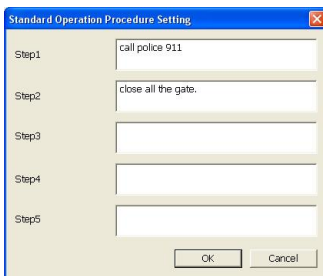 Standard Operation Procedure Setting
Step1
call police 911
Step2
close all the gate.
Step3
Step4
Step5
OK Cancel